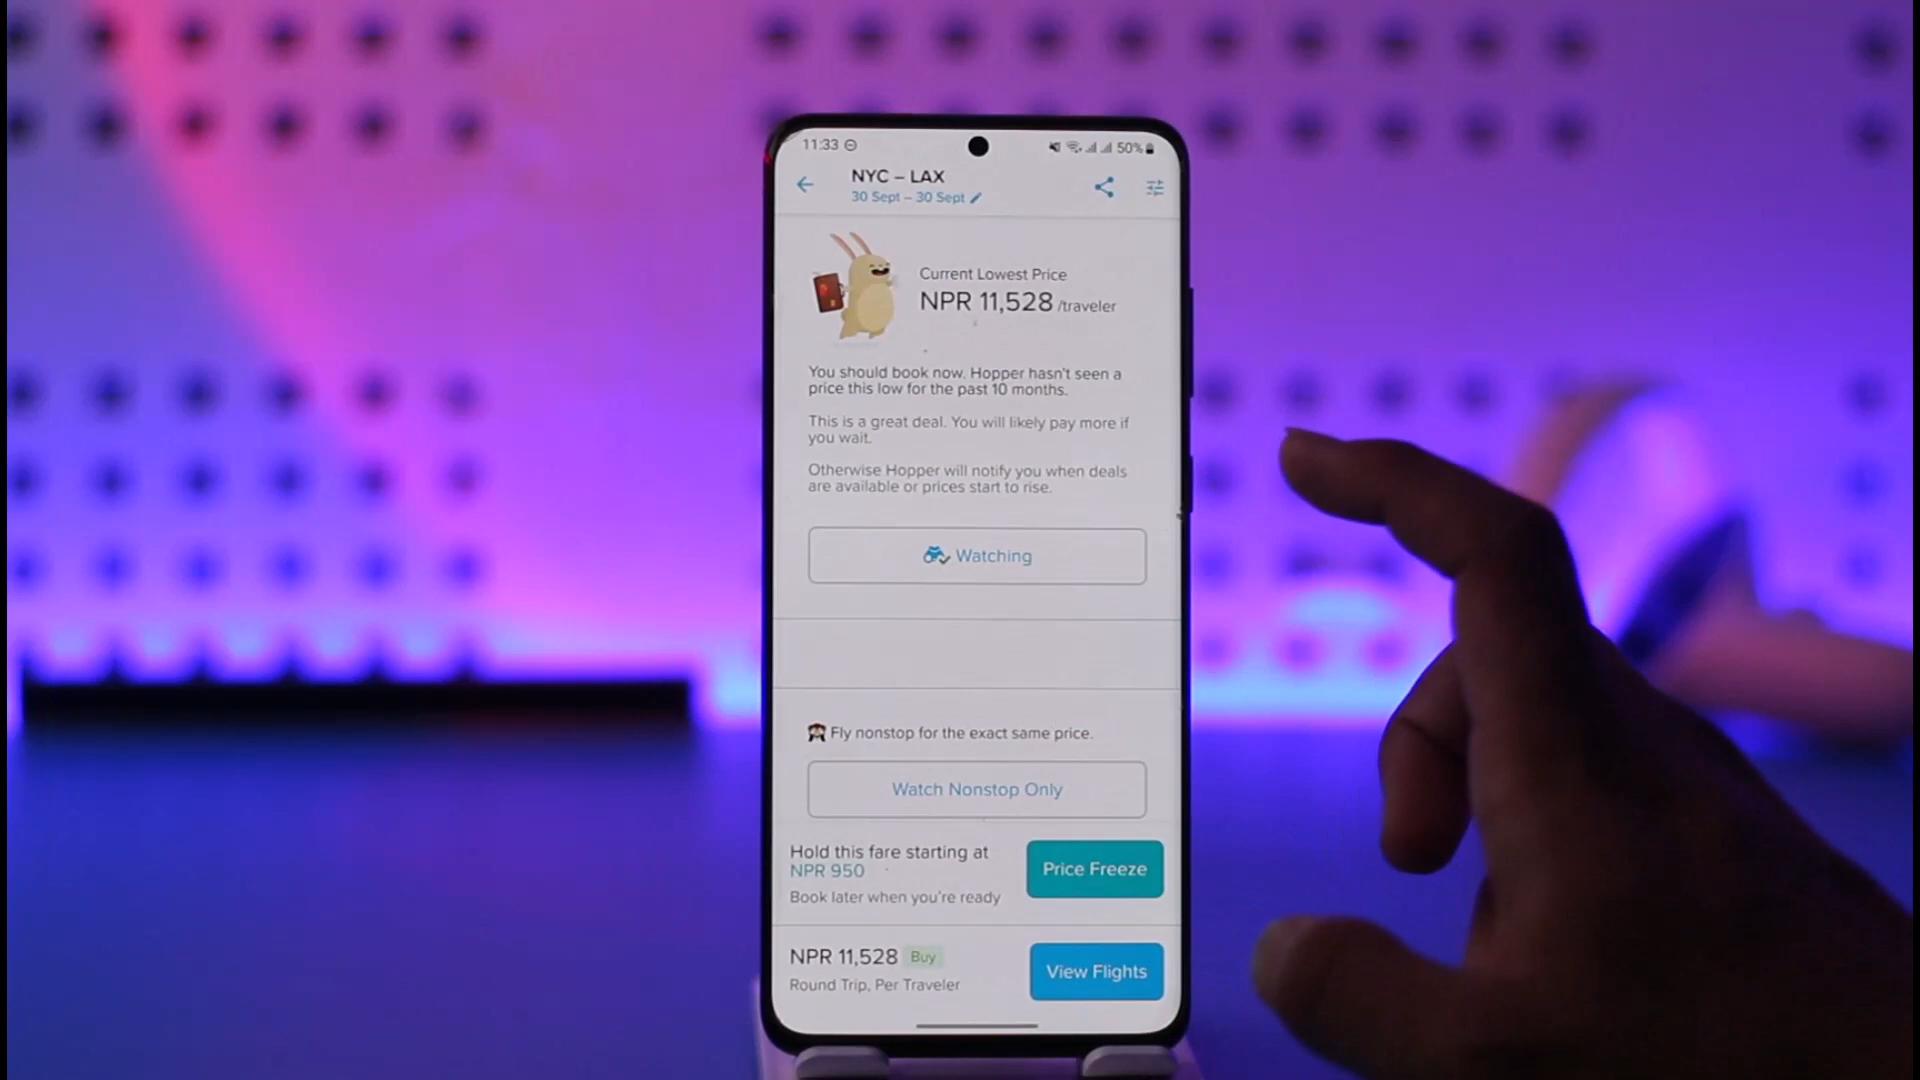 11:33
50%
NYC – LAX
30 Sept – 30 Sept
Current Lowest Price
NPR 11,528 /traveler
You should book now. Hopper hasn't seen a
price this low for the past 10 months.
This is a great deal. You will likely pay more if
you wait.
Otherwise Hopper will notify you when deals
are available or prices start to rise.
Watching
Fly nonstop for the exact same price.
Watch Nonstop Only
Hold this fare starting at
NPR 950
Book later when you're ready
Price Freeze
NPR 11,528 Buy
Round Trip, Per Traveler
View Flights